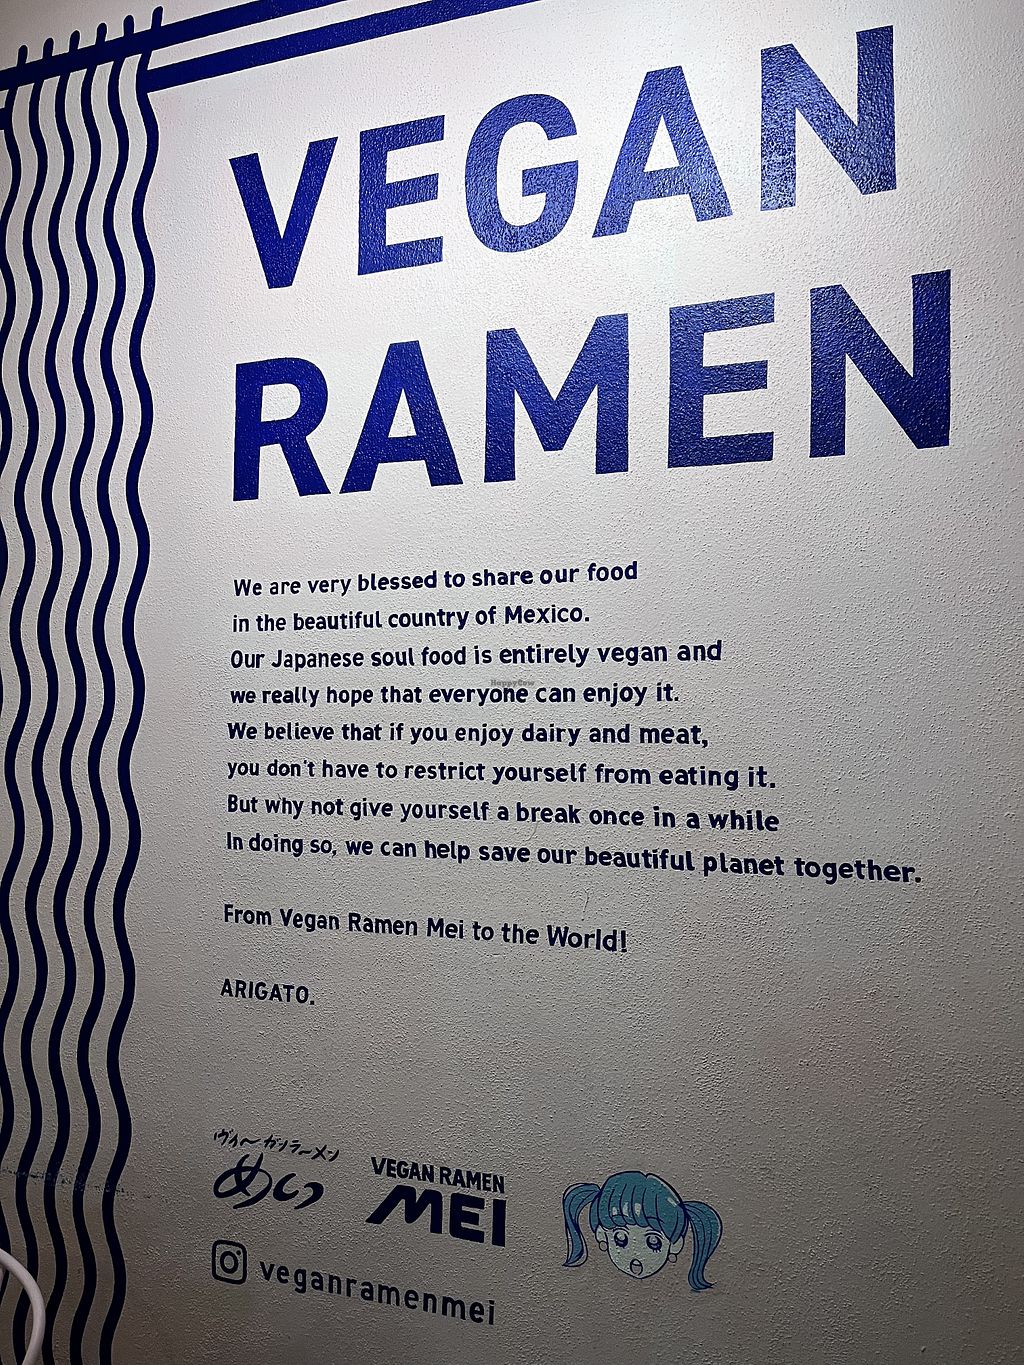 VEGAN
RAMEN
We are very blessed to share our food
in the beautiful country of Mexico.
Our Japanese soul food is entirely vegan and
we really hope that everyone can enjoy it.
We believe that if you enjoy dairy and meat,
you don't have to restrict yourself from eating it.
But why not give yourself a break once in a while
In doing so, we can help save our beautiful planet together.
From Vegan Ramen Mei to the World!
ARIGATO.
ヴィーガンラーメン
めい
VEGAN RAMEN
MEI
veganramenmei
HappyCow